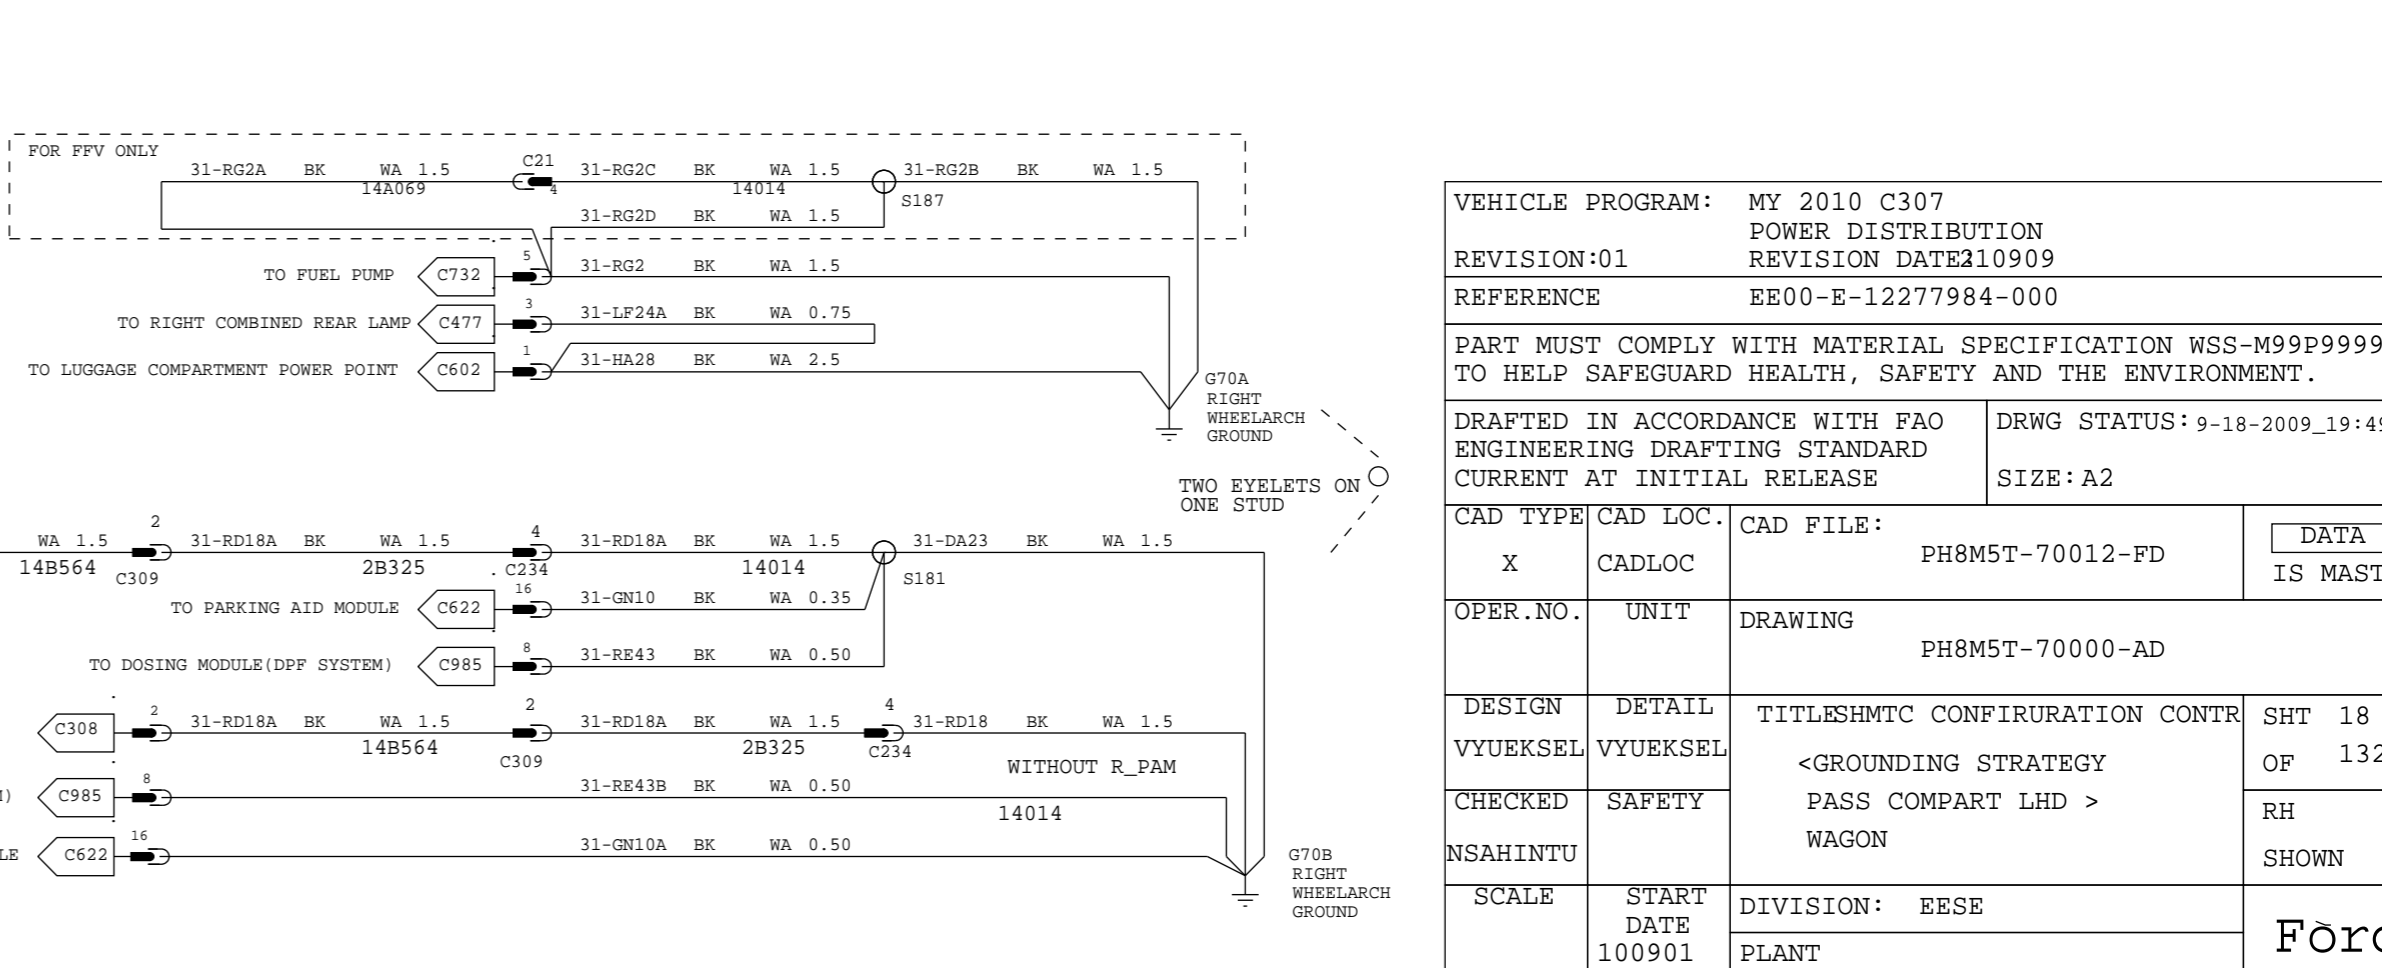 FOR FFV ONLY
31-RG2A BK WA 1.5
14A069
C21
4
31-RG2C BK WA 1.5
14014
31-RG2B BK WA 1.5
S187
31-RG2D BK WA 1.5
TO FUEL PUMP C732 5 31-RG2 BK WA 1.5
TO RIGHT COMBINED REAR LAMP C477 3 31-LF24A BK WA 0.75
TO LUGGAGE COMPARTMENT POWER POINT C602 1 31-HA28 BK WA 2.5
G70A
RIGHT
WHEELARCH
GROUND
TWO EYELETS ON
ONE STUD
WA 1.5 2 31-RD18A BK WA 1.5 4 31-RD18A BK WA 1.5 31-DA23 BK WA 1.5
14B564 C309 2B325 C234 14014 S181
TO PARKING AID MODULE C622 16 31-GN10 BK WA 0.35
TO DOSING MODULE(DPF SYSTEM) C985 8 31-RE43 BK WA 0.50
C308 2 31-RD18A BK WA 1.5 2 31-RD18A BK WA 1.5 4 31-RD18 BK WA 1.5
14B564 C309 2B325 C234
WITHOUT R_PAM
C985 8 31-RE43B BK WA 0.50
14014
LE C622 16 31-GN10A BK WA 0.50
G70B
RIGHT
WHEELARCH
GROUND
VEHICLE PROGRAM: MY 2010 C307
POWER DISTRIBUTION
REVISION:01 REVISION DATE 210909
REFERENCE EE00-E-12277984-000
PART MUST COMPLY WITH MATERIAL SPECIFICATION WSS-M99P9999
TO HELP SAFEGUARD HEALTH, SAFETY AND THE ENVIRONMENT.
DRAFTED IN ACCORDANCE WITH FAO
ENGINEERING DRAFTING STANDARD
CURRENT AT INITIAL RELEASE
DRWG STATUS: 9-18-2009_19:49
SIZE: A2
CAD TYPE
X
CAD LOC.
CADLOC
CAD FILE:
PH8M5T-70012-FD
DATA
IS MAST
OPER.NO.
UNIT
DRAWING
PH8M5T-70000-AD
DESIGN
VYUEKSEL
DETAIL
VYUEKSEL
TITLE SHMTC CONFIRURATION CONTR
<GROUNDING STRATEGY
PASS COMPART LHD >
WAGON
SHT 18
OF 132
CHECKED
NSAHINTU
SAFETY
RH
SHOWN
SCALE
START
DATE
100901
DIVISION: EESE
PLANT